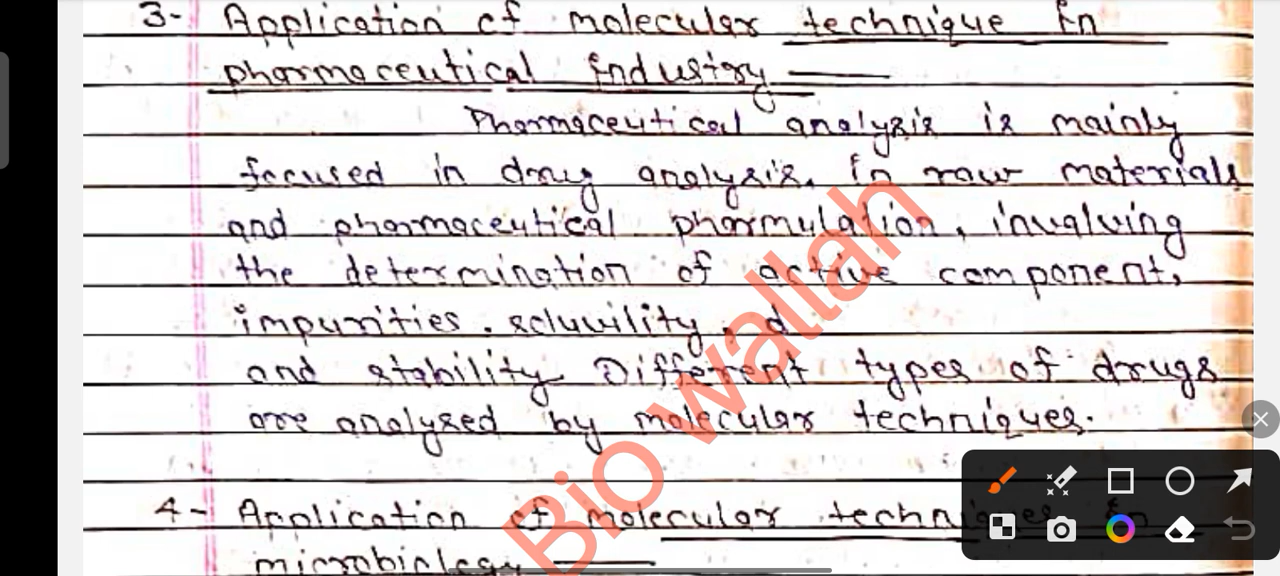 3- Application of molecular technique in
pharmaceutical industry
Pharmaceutical analysis is mainly
focused in drug analysis. in raw materials
and pharmaceutical phormulation, involving
the determination of active component,
impurities, soluvility, d
and stability Different types of drugs
are analysed by molecular techniques.
4- Application of molecular techniques in
microbiology
Bio wallah